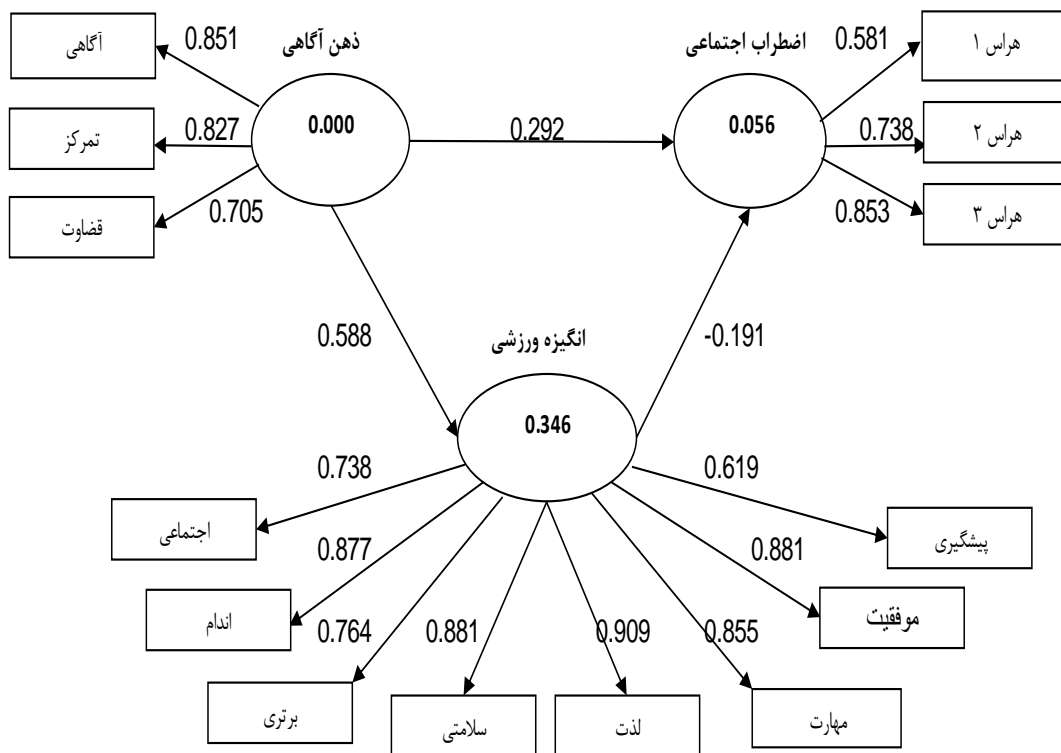 ذهن آگاهی
اضطراب اجتماعی
آگاهی
0.851
0.000
0.056
0.581
هراس ۱
تمرکز
0.827
0.292
0.738
هراس ۲
قضاوت
0.705
0.853
هراس ۳
0.588
-0.191
انگیزه ورزشی
0.346
0.738
0.619
اجتماعی
پیشگیری
0.877
0.881
اندام
موفقیت
0.764
0.881
0.909
0.855
برتری
سلامتی
لذت
مهارت